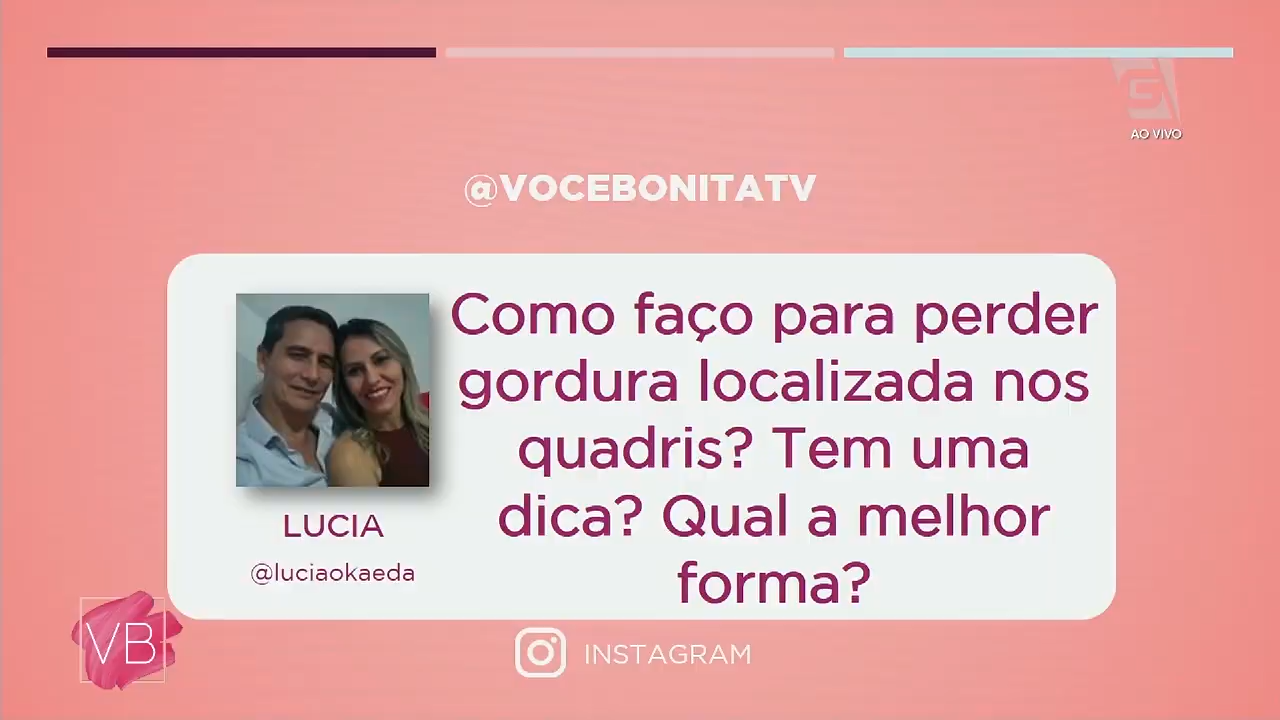 AO VIVO
@VOCEBONITATV
Como faço para perder
gordura localizada nos
quadris? Tem uma
dica? Qual a melhor
forma?
LUCIA
@luciaokaeda
VB
INSTAGRAM